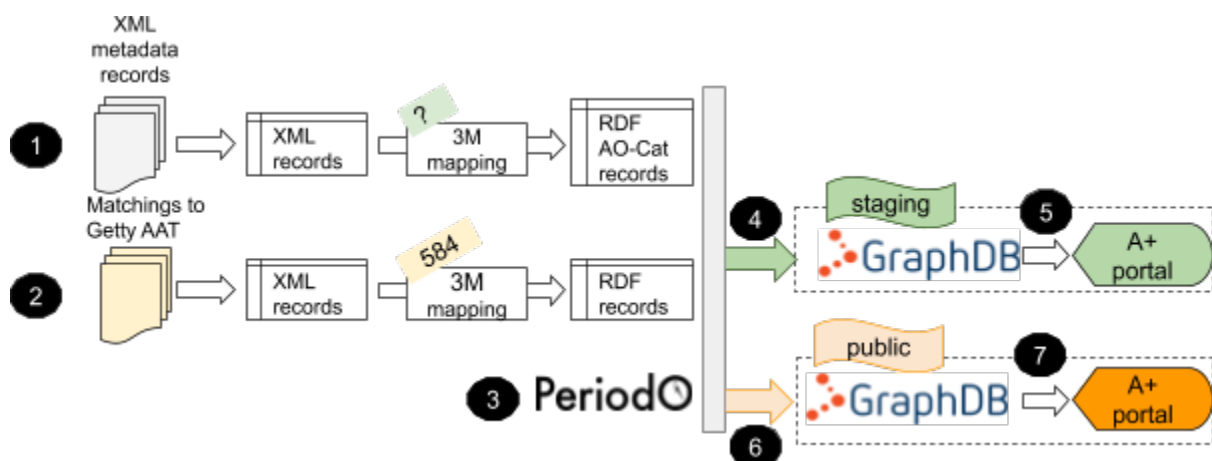 XML
metadata
records
1
XML
records
?
3M
mapping
RDF
AO-Cat
records
Matchings to
Getty AAT
2
XML
records
584
3M
mapping
RDF
records
3
PeriodO
4
staging
GraphDB
5
A+
portal
6
public
GraphDB
7
A+
portal